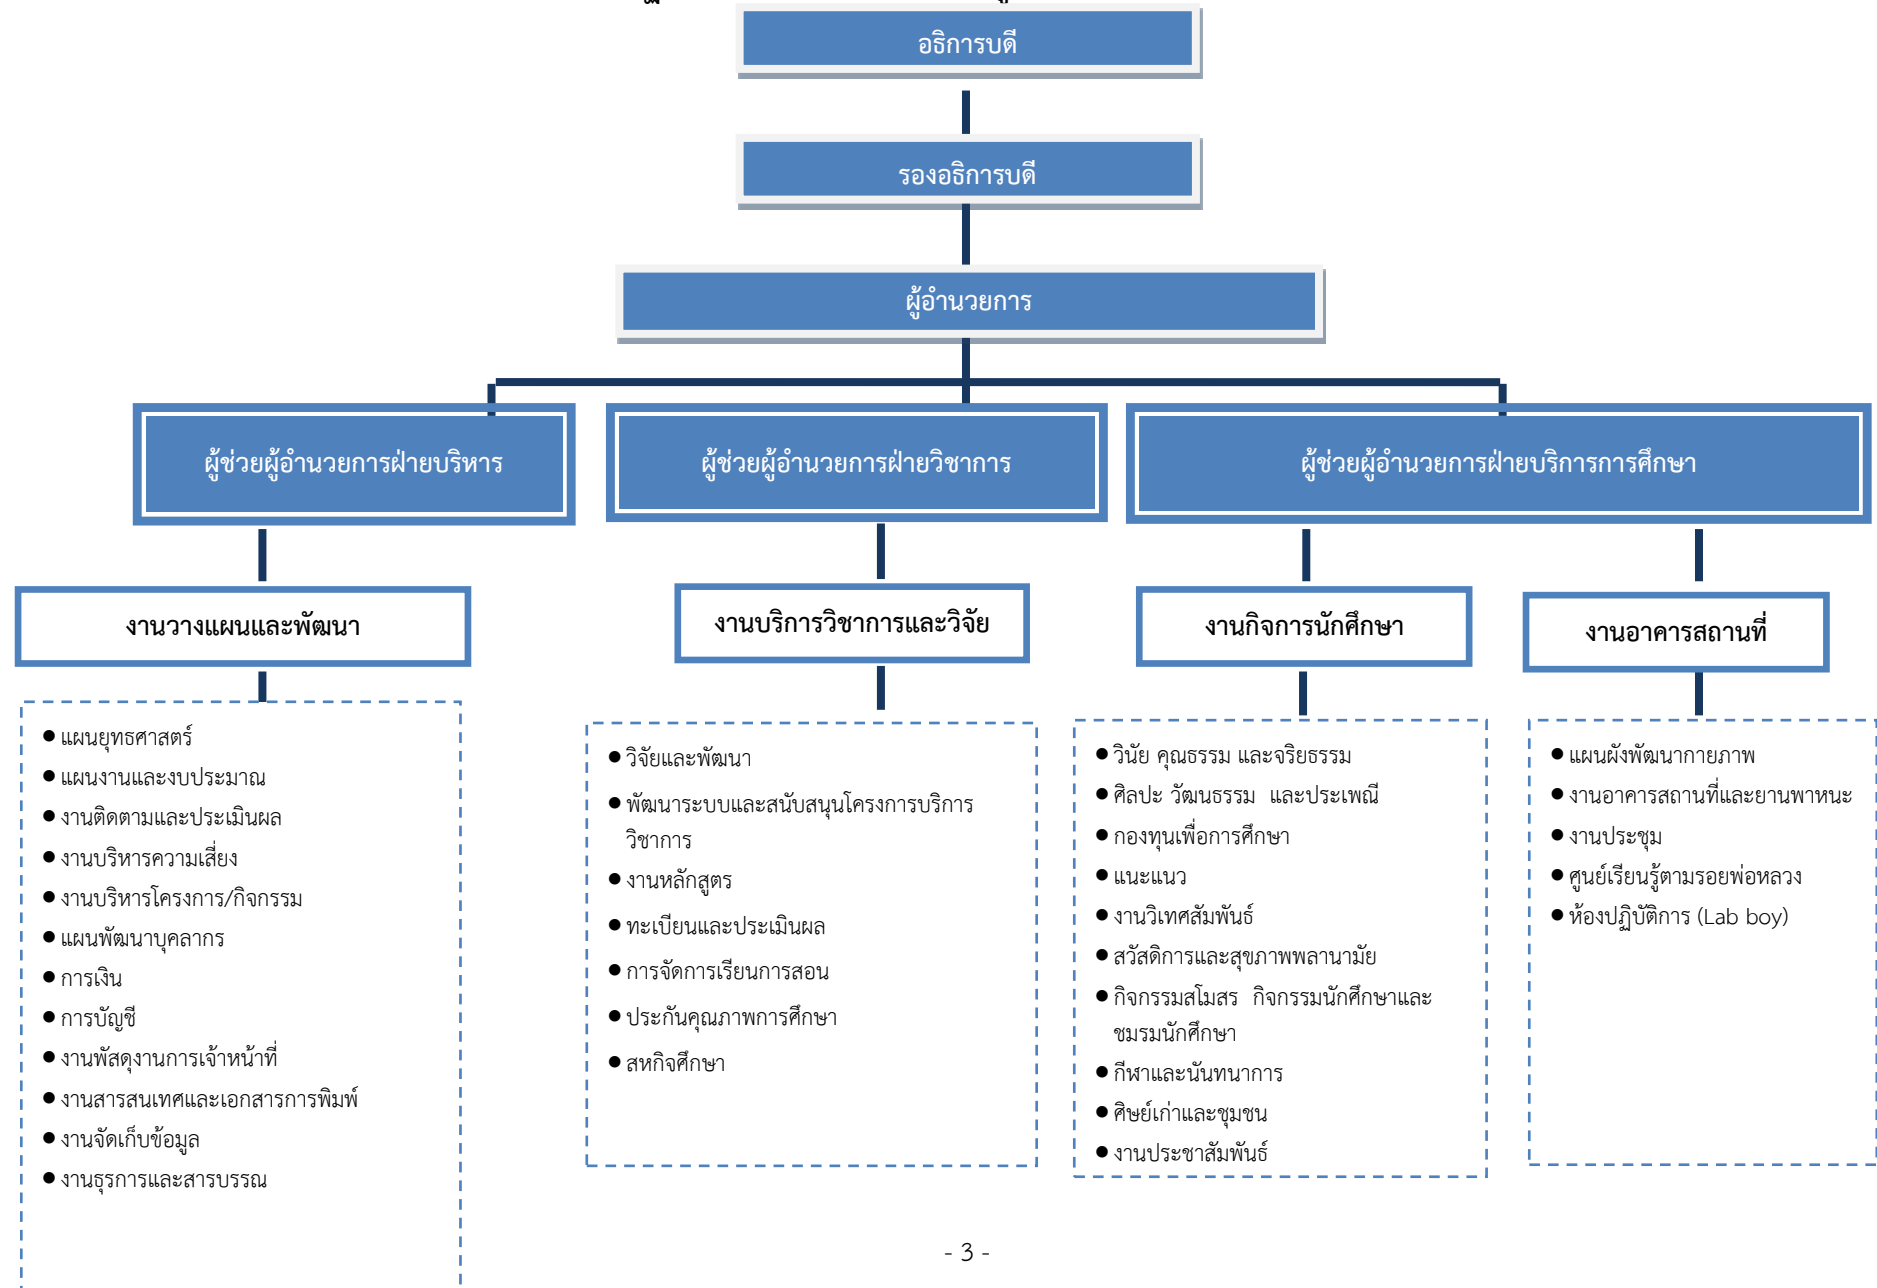 อธิการบดี
รองอธิการบดี
ผู้อำนวยการ
ผู้ช่วยผู้อำนวยการฝ่ายบริหาร
ผู้ช่วยผู้อำนวยการฝ่ายวิชาการ
ผู้ช่วยผู้อำนวยการฝ่ายบริการการศึกษา
งานวางแผนและพัฒนา
งานบริการวิชาการและวิจัย
งานกิจการนักศึกษา
งานอาคารสถานที่
● แผนยุทธศาสตร์
● แผนงานและงบประมาณ
● งานติดตามและประเมินผล
● งานบริหารความเสี่ยง
● งานบริหารโครงการ/กิจกรรม
● แผนพัฒนาบุคลากร
● การเงิน
● การบัญชี
● งานพัสดุงานการเจ้าหน้าที่
● งานสารสนเทศและเอกสารการพิมพ์
● งานจัดเก็บข้อมูล
● งานธุรการและสารบรรณ
● วิจัยและพัฒนา
● พัฒนาระบบและสนับสนุนโครงการบริการ
วิชาการ
● งานหลักสูตร
● ทะเบียนและประเมินผล
● การจัดการเรียนการสอน
● ประกันคุณภาพการศึกษา
● สหกิจศึกษา
● วินัย คุณธรรม และจริยธรรม
● ศิลปะ วัฒนธรรม และประเพณี
● กองทุนเพื่อการศึกษา
● แนะแนว
● งานวิเทศสัมพันธ์
● สวัสดิการและสุขภาพพลานามัย
● กิจกรรมสโมสร กิจกรรมนักศึกษาและ
ชมรมนักศึกษา
● กีฬาและนันทนาการ
● ศิษย์เก่าและชุมชน
● งานประชาสัมพันธ์
● แผนผังพัฒนากายภาพ
● งานอาคารสถานที่และยานพาหนะ
● งานประชุม
● ศูนย์เรียนรู้ตามรอยพ่อหลวง
● ห้องปฏิบัติการ (Lab boy)
- 3 -